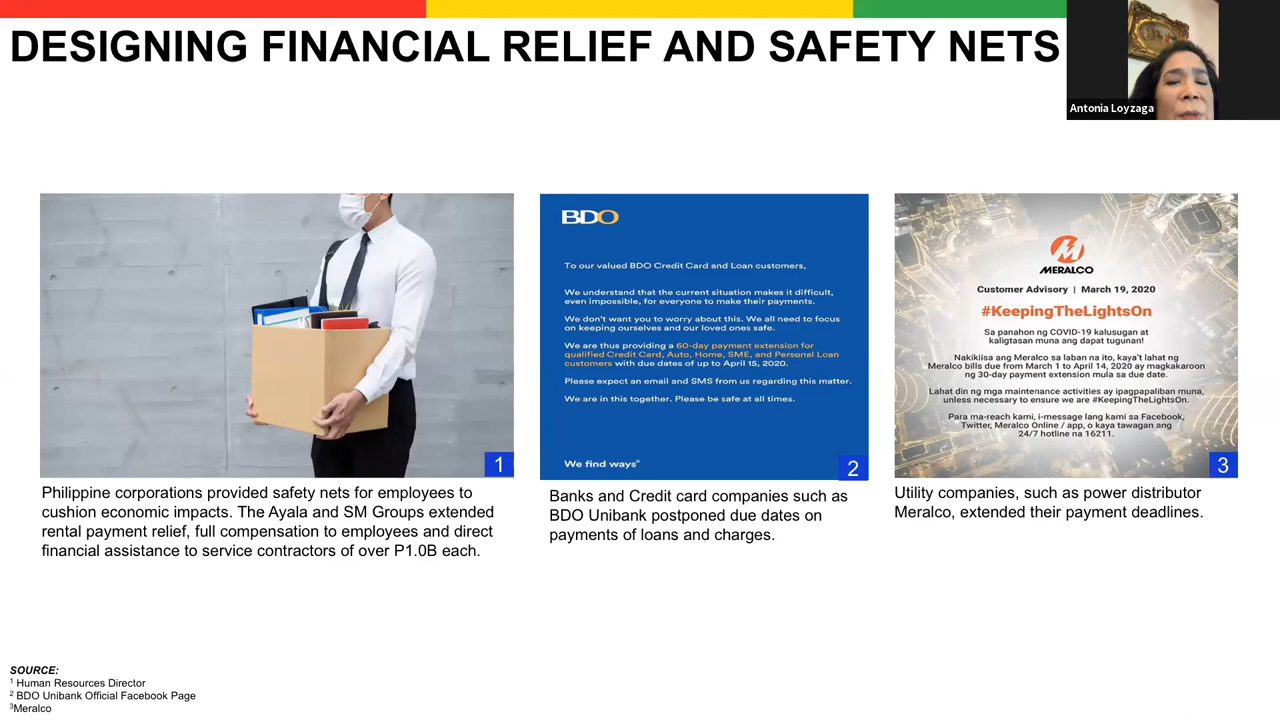 DESIGNING FINANCIAL RELIEF AND SAFETY NETS
Antonia Loyzaga
1
Philippine corporations provided safety nets for employees to
cushion economic impacts. The Ayala and SM Groups extended
rental payment relief, full compensation to employees and direct
financial assistance to service contractors of over P1.0B each.
BDO
To our valued BDO Credit Card and Loan customers,
We understand that the current situation makes it difficult,
even impossible, for everyone to make their payments.
We don't want you to worry about this. We all need to focus
on keeping ourselves and our loved ones safe.
We are thus providing a 60-day payment extension for
qualified Credit Card, Auto, Home, SME, and Personal Loan
customers with due dates of up to April 15, 2020.
Please expect an email and SMS from us regarding this matter.
We are in this together. Please be safe at all times.
We find ways®
2
Banks and Credit card companies such as
BDO Unibank postponed due dates on
payments of loans and charges.
MERALCO
Customer Advisory | March 19, 2020
#KeepingTheLightsOn
Sa panahon ng COVID-19 kalusugan at
kaligtasan muna ang dapat tugunan!
Nakikiisa ang Meralco sa laban na ito, kaya't lahat ng
Meralco bills due from March 1 to April 14, 2020 ay magkakaroon
ng 30-day payment extension mula sa due date.
Lahat din ng mga maintenance activities ay ipagpapaliban muna,
unless necessary to ensure we are #KeepingTheLightsOn.
Para ma-reach kami, i-message lang kami sa Facebook,
Twitter, Meralco Online / app, o kaya tawagan ang
24/7 hotline na 16211.
3
Utility companies, such as power distributor
Meralco, extended their payment deadlines.
SOURCE:
1 Human Resources Director
2 BDO Unibank Official Facebook Page
3Meralco